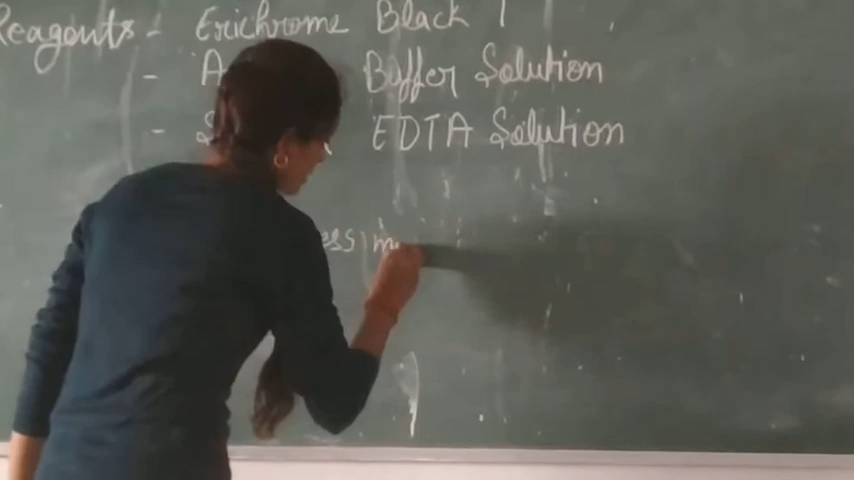 Reagents - Erichrome Black T
- Buffer Solution
- EDTA Solution